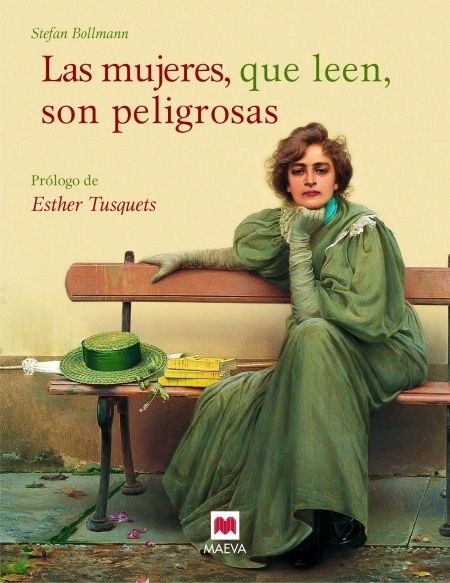 Stefan Bollmann
Las mujeres, que leen,
son peligrosas
Prólogo de
Esther Tusquets
MAEVA